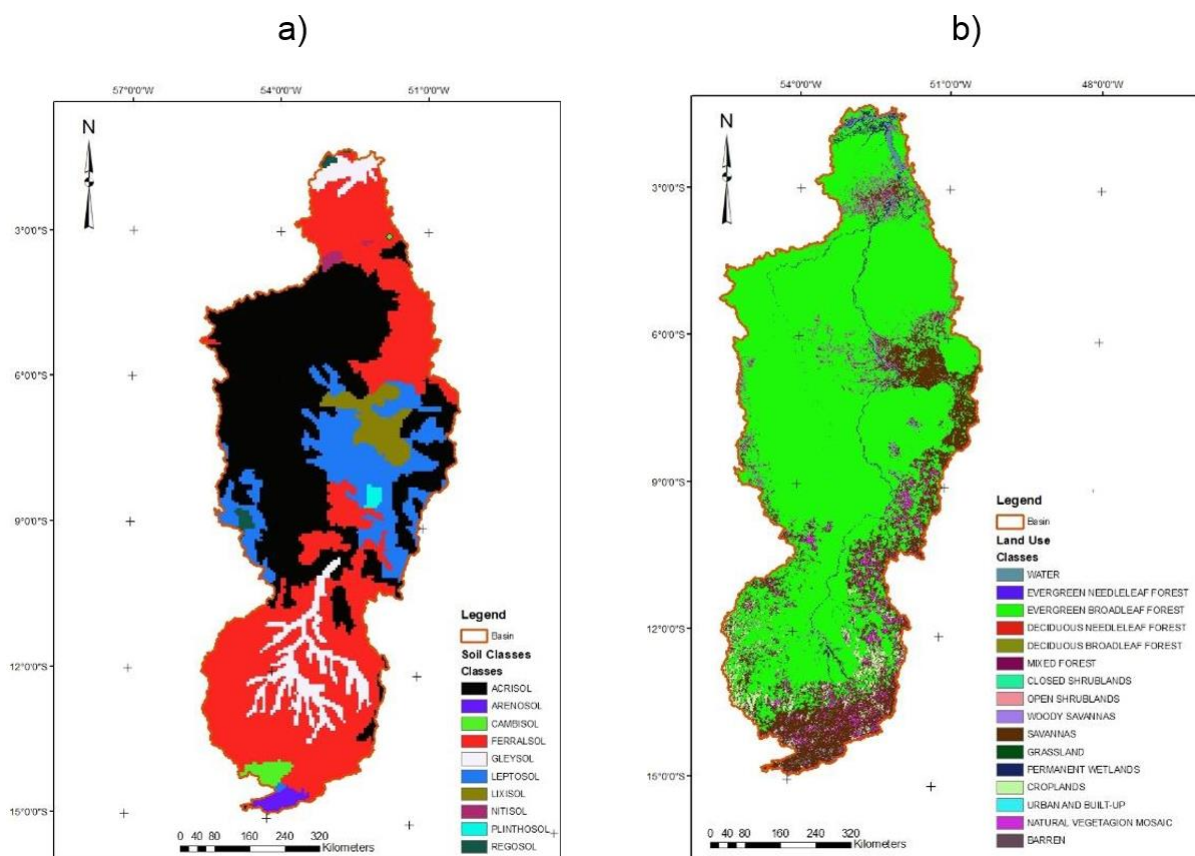 a)
b)
57°0'0"W 54°0'0"W 51°0'0"W
54°0'0"W 51°0'0"W 48°0'0"W
N
N
3°0'0"S
6°0'0"S
9°0'0"S
12°0'0"S
15°0'0"S
3°0'0"S
6°0'0"S
9°0'0"S
12°0'0"S
15°0'0"S
Legend
Basin
Soil Classes
Classes
ACRISOL
ARENOSOL
CAMBISOL
FERRALSOL
GLEYSOL
LEPTOSOL
LIXISOL
NITISOL
PLINTHOSOL
REGOSOL
0 40 80 160 240 320
Kilometers
Legend
Basin
Land Use
Classes
WATER
EVERGREEN NEEDLELEAF FOREST
EVERGREEN BROADLEAF FOREST
DECIDUOUS NEEDLELEAF FOREST
DECIDUOUS BROADLEAF FOREST
MIXED FOREST
CLOSED SHRUBLANDS
OPEN SHRUBLANDS
WOODY SAVANNAS
SAVANNAS
GRASSLAND
PERMANENT WETLANDS
CROPLANDS
URBAN AND BUILT-UP
NATURAL VEGETAGION MOSAIC
BARREN
0 40 80 160 240 320
Kilometers